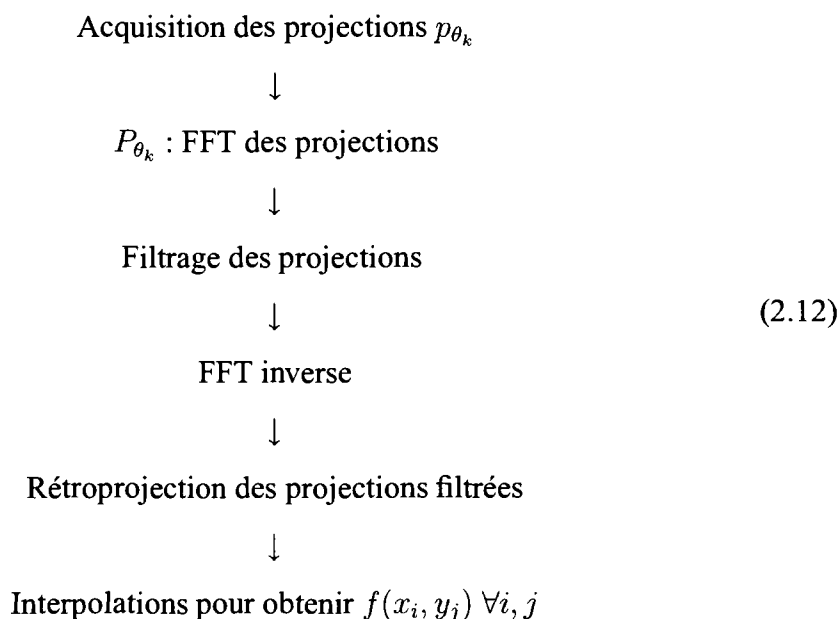 Acquisition des projections $p_{\theta_k}$
↓
$P_{\theta_k}$ : FFT des projections
↓
Filtrage des projections
↓
(2.12)
FFT inverse
↓
Rétroprojection des projections filtrées
↓
Interpolations pour obtenir $f(x_i, y_j)$ $\forall i, j$